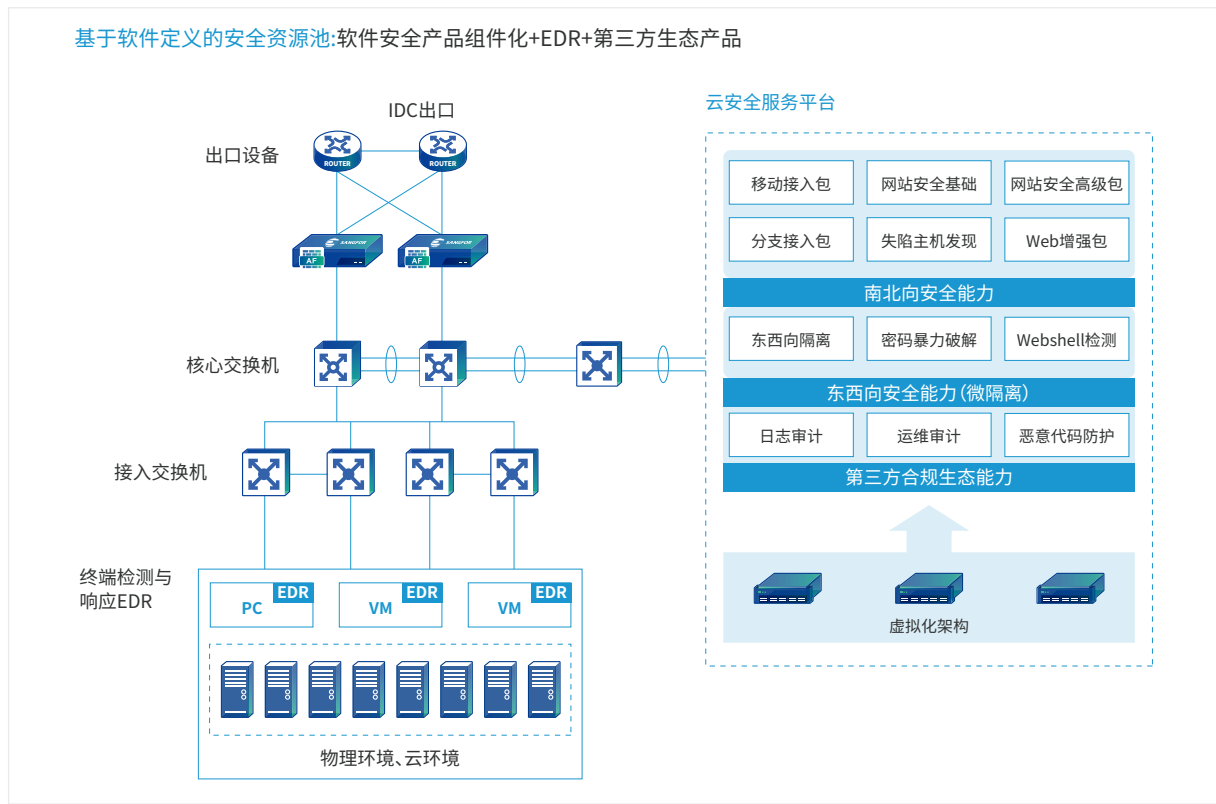 基于软件定义的安全资源池:软件安全产品组件化+EDR+第三方生态产品
IDC出口
出口设备
ROUTER
ROUTER
SANGFOR
AF
SANGFOR
AF
核心交换机
接入交换机
终端检测与
响应EDR
PC
EDR
VM
EDR
VM
EDR
物理环境、云环境
云安全服务平台
移动接入包
网站安全基础
网站安全高级包
分支接入包
失陷主机发现
Web增强包
南北向安全能力
东西向隔离
密码暴力破解
Webshell检测
东西向安全能力(微隔离)
日志审计
运维审计
恶意代码防护
第三方合规生态能力
虚拟化架构